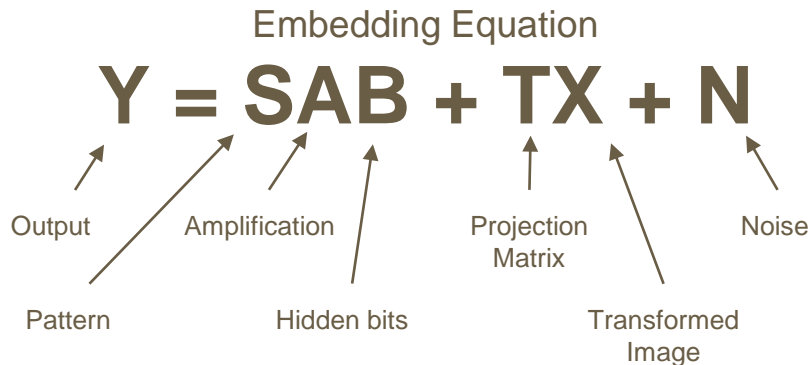 Embedding Equation
Y = SAB + TX + N
Output
Amplification
Projection
Matrix
Noise
Pattern
Hidden bits
Transformed
Image